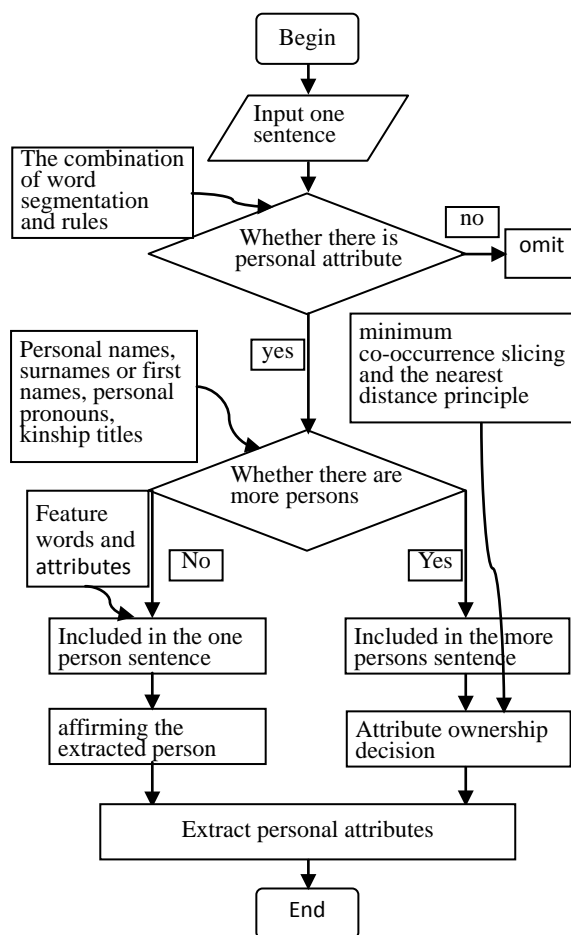 Begin
Input one
sentence
The combination
of word
segmentation
and rules
Whether there is
personal attribute
no
omit
yes
Personal names,
surnames or first
names, personal
pronouns,
kinship titles
minimum
co-occurrence slicing
and the nearest
distance principle
Whether there are
more persons
Feature
words and
attributes
No
Yes
Included in the one
person sentence
Included in the more
persons sentence
affirming the
extracted person
Attribute ownership
decision
Extract personal attributes
End